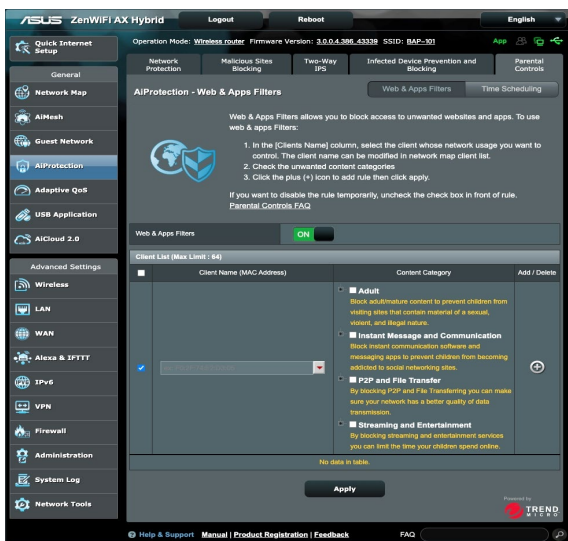 ASUS ZenWiFi AX Hybrid
Logout
Reboot
English
Quick Internet
Setup
General
Network Map
AiMesh
Guest Network
AiProtection
Adaptive QoS
USB Application
AiCloud 2.0
Advanced Settings
Wireless
LAN
WAN
Alexa & IFTTT
IPv6
VPN
Firewall
Administration
System Log
Network Tools
Operation Mode: Wireless router Firmware Version: 3.0.0.4.386_43339 SSID: BAP-101
App
Network
Protection
Malicious Sites
Blocking
Two-Way
IPS
Infected Device Prevention and
Blocking
Parental
Controls
AiProtection - Web & Apps Filters
Web & Apps Filters
Time Scheduling
Web & Apps Filters allows you to block access to unwanted websites and apps. To use
web & apps Filters:
1. In the [Clients Name] column, select the client whose network usage you want to
control. The client name can be modified in network map client list.
2. Check the unwanted content categories
3. Click the plus (+) icon to add rule then click apply.
If you want to disable the rule temporarily, uncheck the check box in front of rule.
Parental Controls FAQ
Web & Apps Filters
ON
Client List (Max Limit : 64)
Client Name (MAC Address)
Content Category
Add / Delete
Adult
Block adult/mature content to prevent children from
visiting sites that contain material of a sexual,
violent, and illegal nature.
Instant Message and Communication
Block instant communication software and
messaging apps to prevent children from becoming
addicted to social networking sites.
P2P and File Transfer
By blocking P2P and File Transferring you can make
sure your network has a better quality of data
transmission.
Streaming and Entertainment
By blocking streaming and entertainment services
you can limit the time your children spend online.
No data in table.
Apply
Powered by
TREND
MICRO
Help & Support Manual | Product Registration | Feedback
FAQ